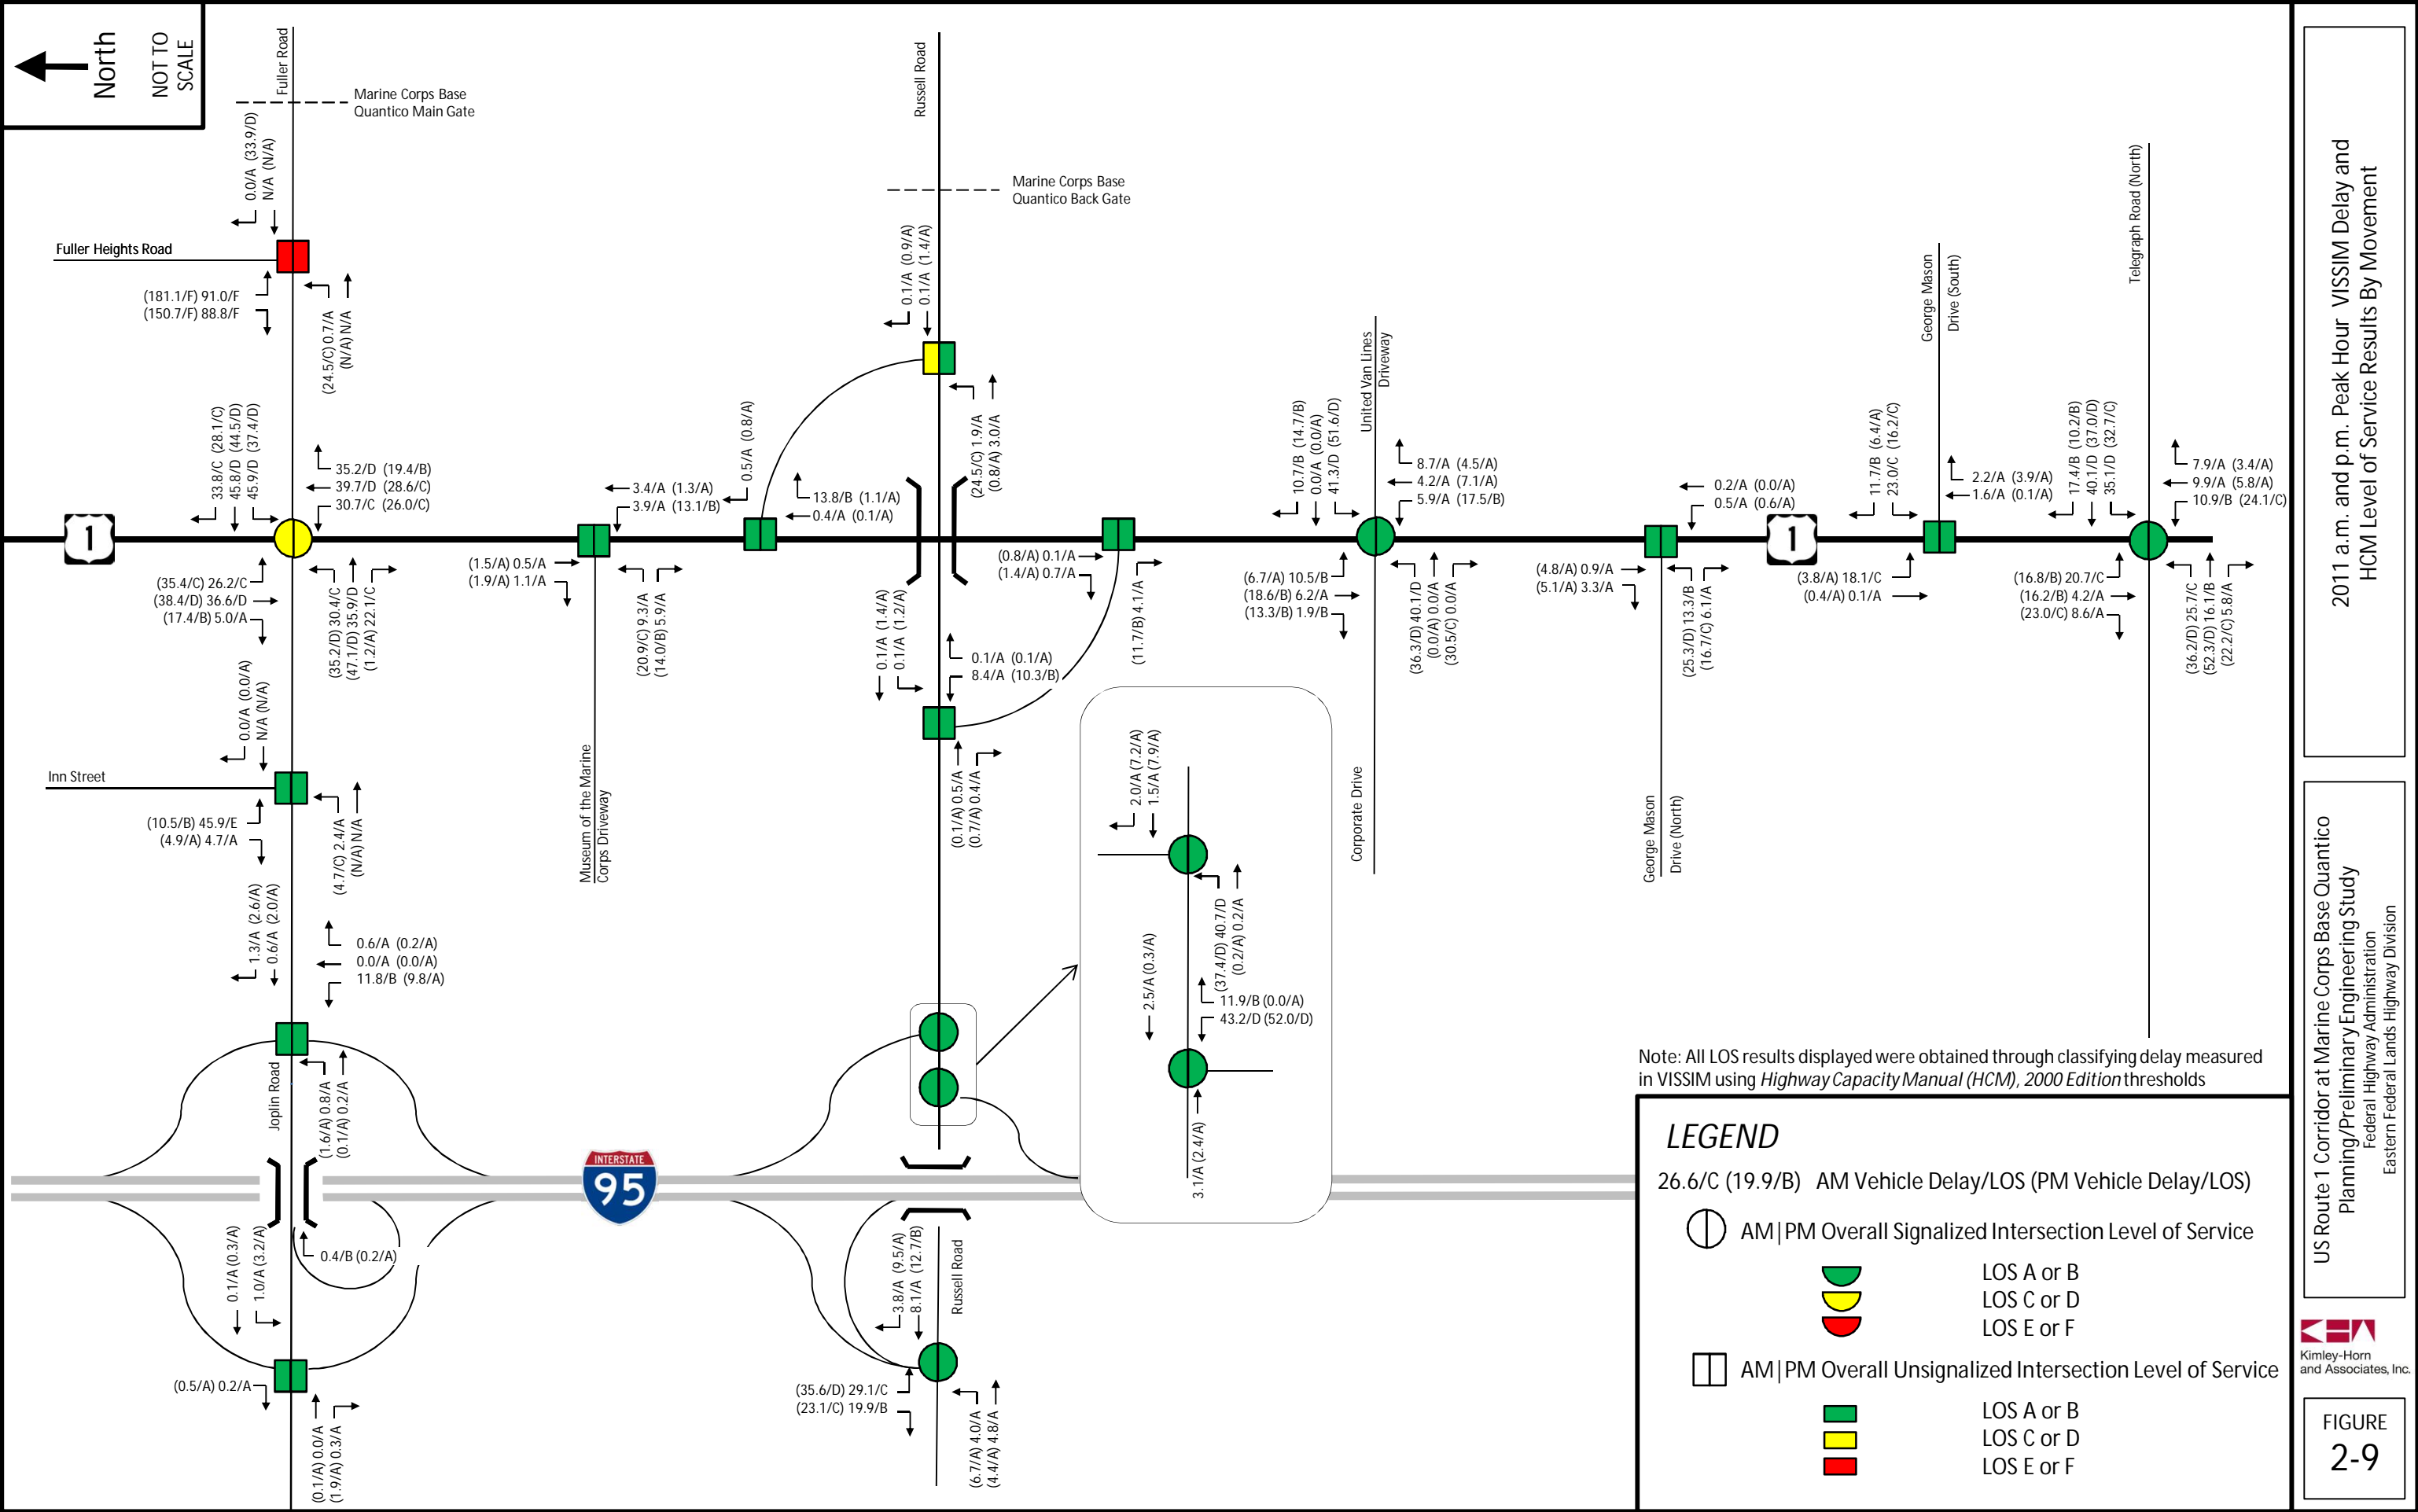 North
NOT TO
SCALE
Fuller Road
Marine Corps Base
Quantico Main Gate
0.0/A (33.9/D)
N/A (N/A)
Fuller Heights Road
(181.1/F) 91.0/F
(150.7/F) 88.8/F
(24.5/C) 0.7/A
(N/A) N/A
33.8/C (28.1/C)
45.8/D (44.5/D)
45.9/D (37.4/D)
35.2/D (19.4/B)
39.7/D (28.6/C)
30.7/C (26.0/C)
1
(35.4/C) 26.2/C
(38.4/D) 36.6/D
(17.4/B) 5.0/A
(35.2/D) 30.4/C
(47.1/D) 35.9/D
(1.2/A) 22.1/C
0.0/A (0.0/A)
N/A (N/A)
Inn Street
(10.5/B) 45.9/E
(4.9/A) 4.7/A
(4.7/C) 2.4/A
(N/A) N/A
1.3/A (2.6/A)
0.6/A (2.0/A)
0.6/A (0.2/A)
0.0/A (0.0/A)
11.8/B (9.8/A)
Joplin Road
(1.6/A) 0.8/A
(0.1/A) 0.2/A
0.1/A (0.3/A)
1.0/A (3.2/A)
0.4/B (0.2/A)
(0.5/A) 0.2/A
(0.1/A) 0.0/A
(1.9/A) 0.3/A
3.4/A (1.3/A)
3.9/A (13.1/B)
(1.5/A) 0.5/A
(1.9/A) 1.1/A
(20.9/C) 9.3/A
(14.0/B) 5.9/A
Museum of the Marine
Corps Driveway
INTERSTATE
95
0.5/A (0.8/A)
13.8/B (1.1/A)
0.4/A (0.1/A)
Russell Road
Marine Corps Base
Quantico Back Gate
0.1/A (0.9/A)
0.1/A (1.4/A)
(24.5/C) 1.9/A
(0.8/A) 3.0/A
(0.8/A) 0.1/A
(1.4/A) 0.7/A
(11.7/B) 4.1/A
0.1/A (1.4/A)
0.1/A (1.2/A)
0.1/A (0.1/A)
8.4/A (10.3/B)
(0.1/A) 0.5/A
(0.7/A) 0.4/A
2.0/A (7.2/A)
1.5/A (7.9/A)
(37.4/D) 40.7/D
(0.2/A) 0.2/A
2.5/A (0.3/A)
11.9/B (0.0/A)
43.2/D (52.0/D)
3.1/A (2.4/A)
3.8/A (9.5/A)
8.1/A (12.7/B)
Russell Road
(35.6/D) 29.1/C
(23.1/C) 19.9/B
(6.7/A) 4.0/A
(4.4/A) 4.8/A
United Van Lines
Driveway
10.7/B (14.7/B)
0.0/A (0.0/A)
41.3/D (51.6/D)
8.7/A (4.5/A)
4.2/A (7.1/A)
5.9/A (17.5/B)
(6.7/A) 10.5/B
(18.6/B) 6.2/A
(13.3/B) 1.9/B
(36.3/D) 40.1/D
(0.0/A) 0.0/A
(30.5/C) 0.0/A
Corporate Drive
0.2/A (0.0/A)
0.5/A (0.6/A)
(4.8/A) 0.9/A
(5.1/A) 3.3/A
(25.3/D) 13.3/B
(16.7/C) 6.1/A
George Mason
Drive (North)
1
George Mason
Drive (South)
11.7/B (6.4/A)
23.0/C (16.2/C)
2.2/A (3.9/A)
1.6/A (0.1/A)
(3.8/A) 18.1/C
(0.4/A) 0.1/A
Telegraph Road (North)
17.4/B (10.2/B)
40.1/D (37.0/D)
35.1/D (32.7/C)
7.9/A (3.4/A)
9.9/A (5.8/A)
10.9/B (24.1/C)
(16.8/B) 20.7/C
(16.2/B) 4.2/A
(23.0/C) 8.6/A
(36.2/D) 25.7/C
(52.3/D) 16.1/B
(22.2/C) 5.8/A
Note: All LOS results displayed were obtained through classifying delay measured
in VISSIM using Highway Capacity Manual (HCM), 2000 Edition thresholds
LEGEND
26.6/C (19.9/B) AM Vehicle Delay/LOS (PM Vehicle Delay/LOS)
AM|PM Overall Signalized Intersection Level of Service
LOS A or B
LOS C or D
LOS E or F
AM|PM Overall Unsignalized Intersection Level of Service
LOS A or B
LOS C or D
LOS E or F
2011 a.m. and p.m. Peak Hour VISSIM Delay and
HCM Level of Service Results By Movement
US Route 1 Corridor at Marine Corps Base Quantico
Planning/Preliminary Engineering Study
Federal Highway Administration
Eastern Federal Lands Highway Division
Kimley-Horn
and Associates, Inc.
FIGURE
2-9